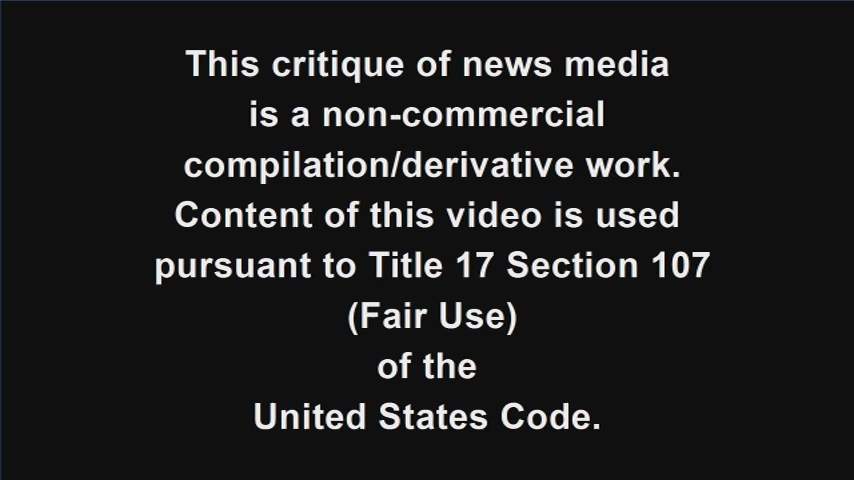 This critique of news media
is a non-commercial
compilation/derivative work.
Content of this video is used
pursuant to Title 17 Section 107
(Fair Use)
of the
United States Code.